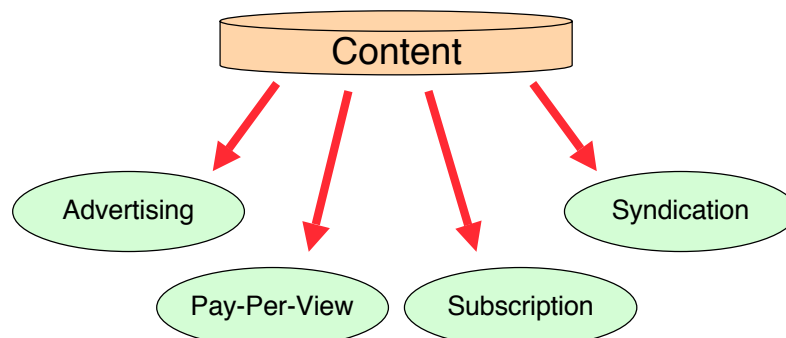 Content
Advertising
Syndication
Pay-Per-View
Subscription